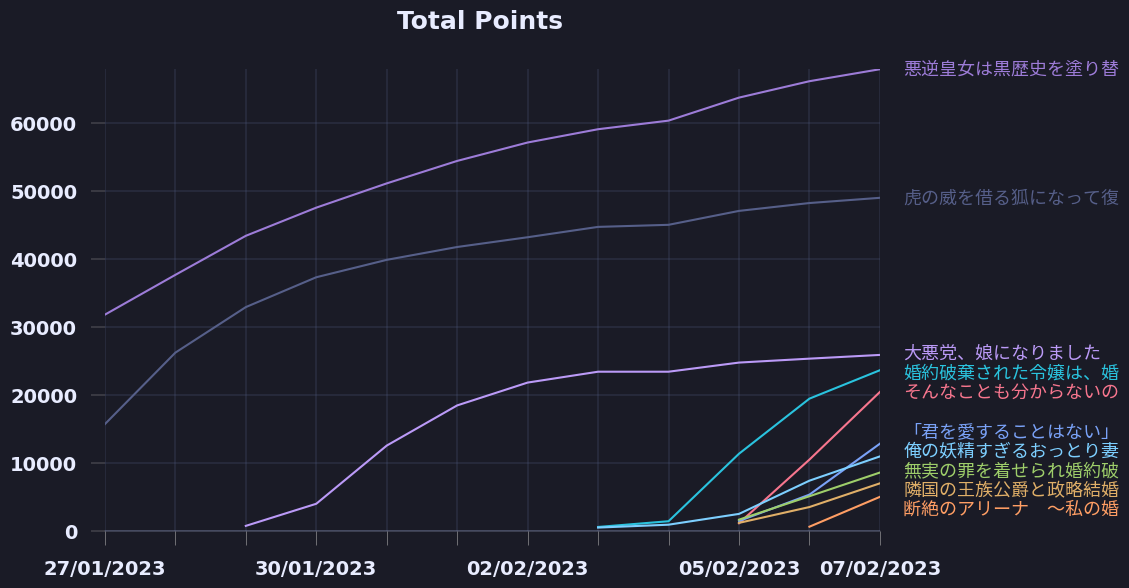 Total Points
60000
50000
40000
30000
20000
10000
0
27/01/2023
30/01/2023
02/02/2023
05/02/2023
07/02/2023
悪逆皇女は黒歴史を塗り替
虎の威を借る狐になって復
大悪党、娘になりました
婚約破棄された令嬢は、婚
そんなことも分からないの
「君を愛することはない」
俺の妖精すぎるおっとり妻
無実の罪を着せられ婚約破
隣国の王族公爵と政略結婚
断絶のアリーナ　～私の婚